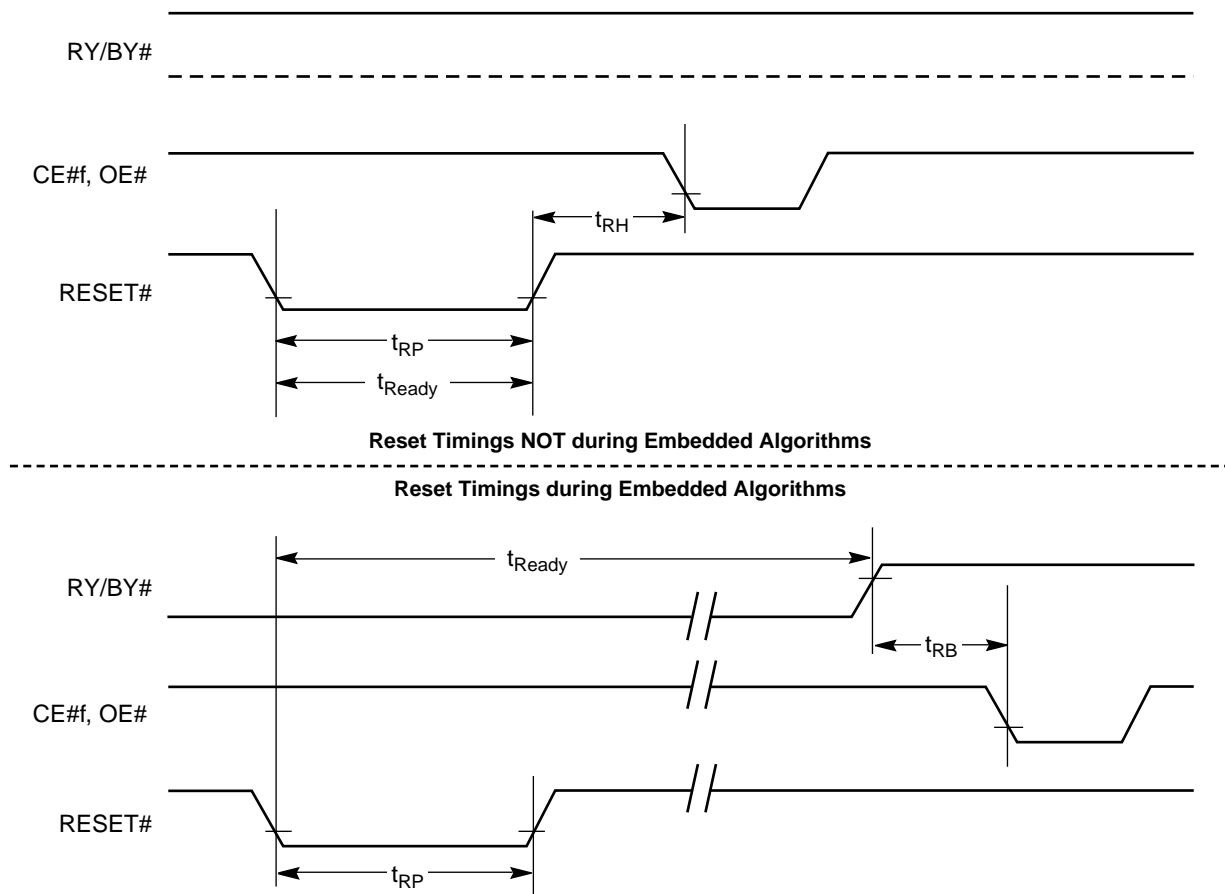 RY/BY#
CE#f, OE#
tRH
RESET#
tRP
tReady
Reset Timings NOT during Embedded Algorithms
Reset Timings during Embedded Algorithms
tReady
RY/BY#
tRB
CE#f, OE#
RESET#
tRP